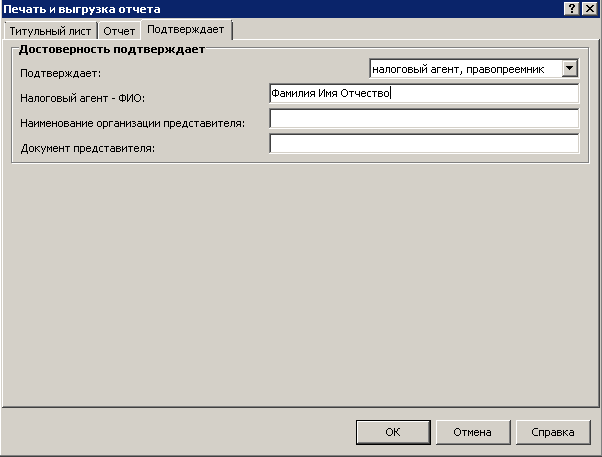 Печать и выгрузка отчета
Титульный лист Отчет Подтверждает
Достоверность подтверждает
Подтверждает: налоговый агент, правопреемник
Налоговый агент - ФИО: Фамилия Имя Отчество
Наименование организации представителя:
Документ представителя:
ОК Отмена Справка